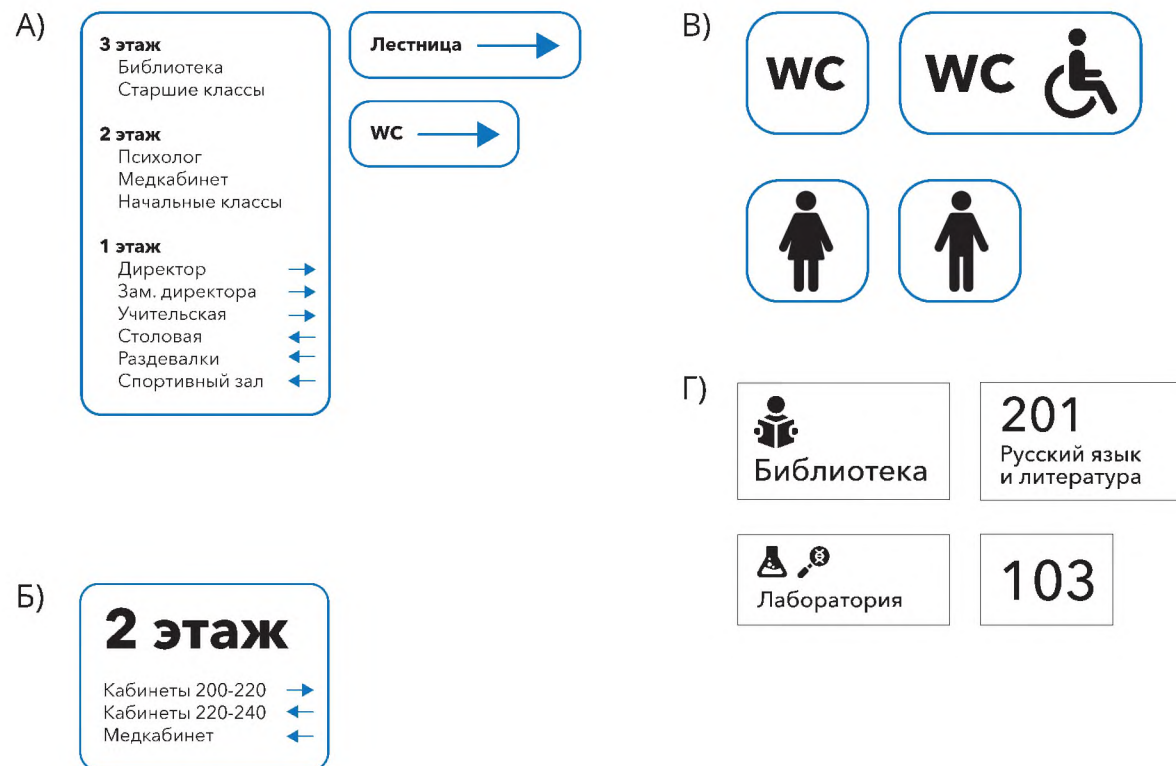 А)
3 этаж
Библиотека
Старшие классы
2 этаж
Психолог
Медкабинет
Начальные классы
1 этаж
Директор
Зам. директора
Учительская
Столовая
Раздевалки
Спортивный зал
Лестница
WC
Б)
2 этаж
Кабинеты 200-220
Кабинеты 220-240
Медкабинет
В)
WC
WC
Г)
Библиотека
201
Русский язык
и литература
Лаборатория
103